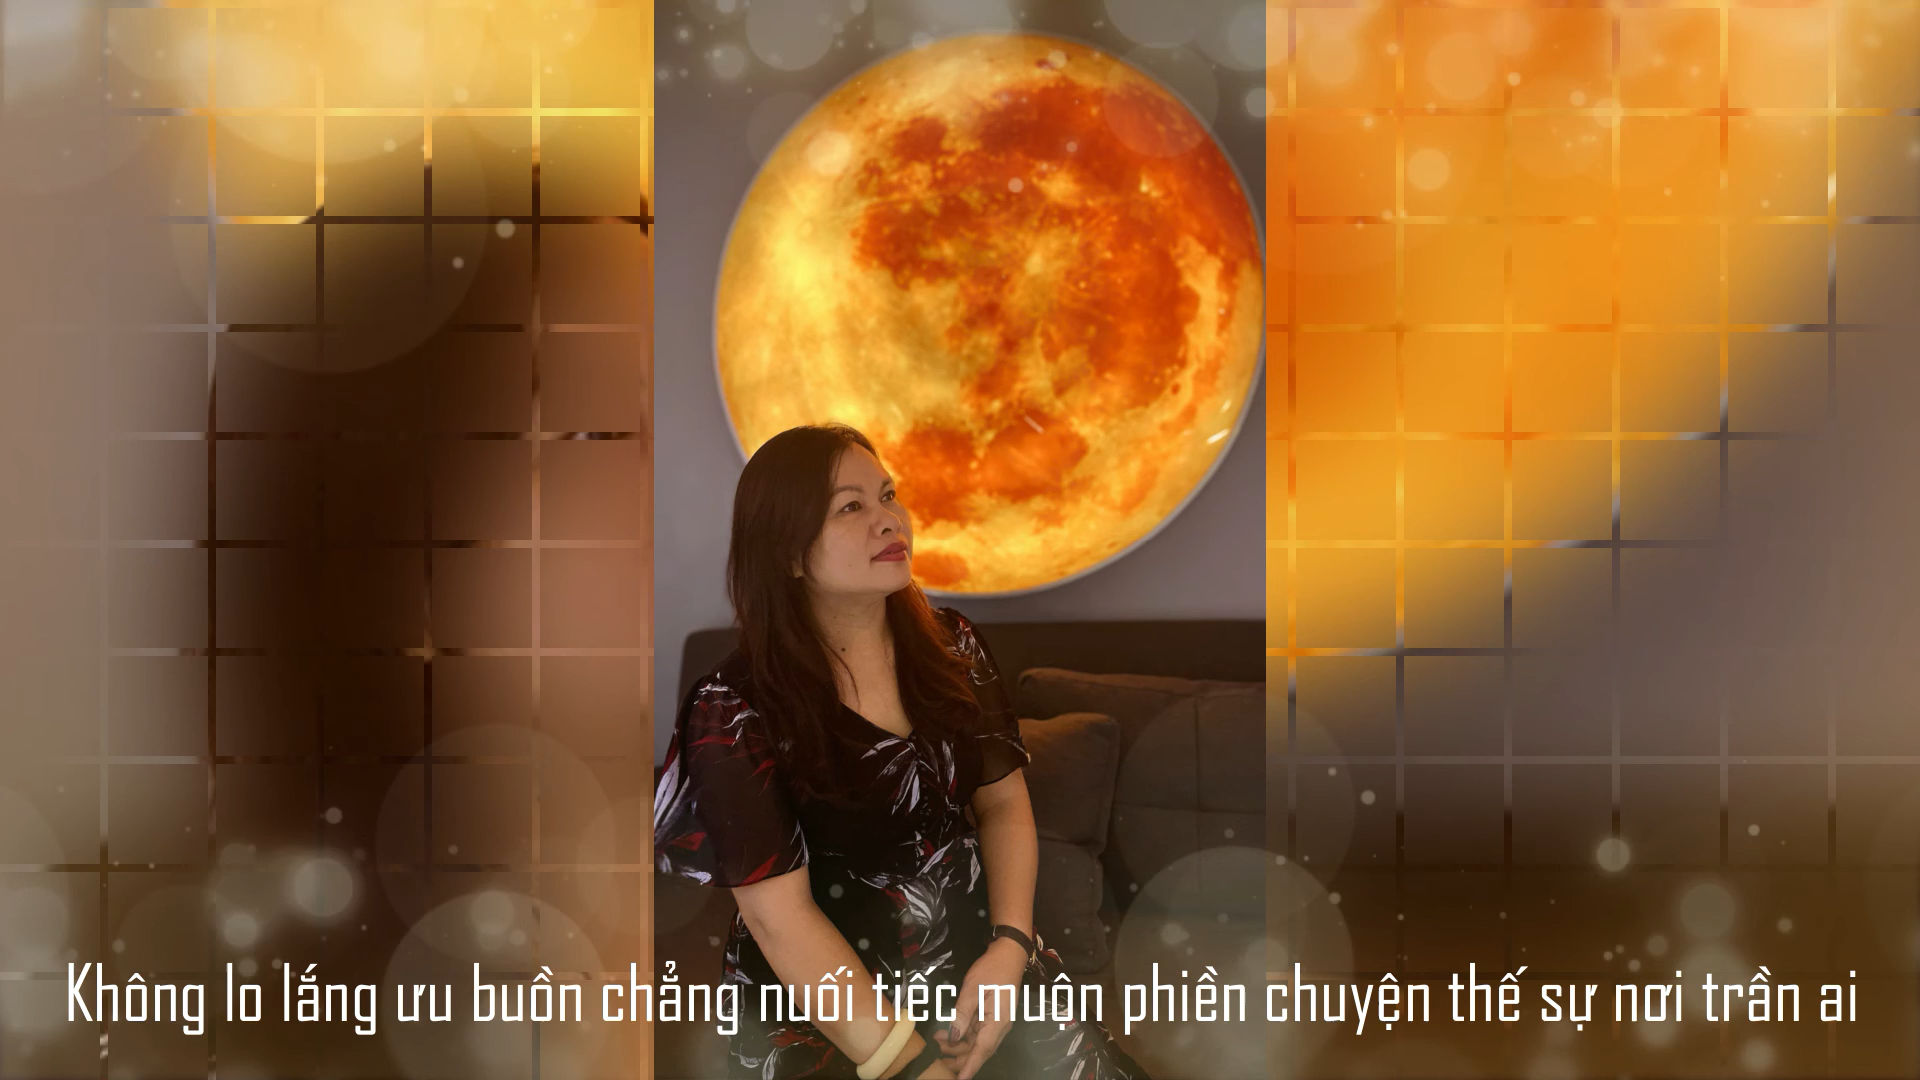 Không lo lắng ưu buồn chẳng nuối tiếc muộn phiền chuyện thế sự nơi trần ai